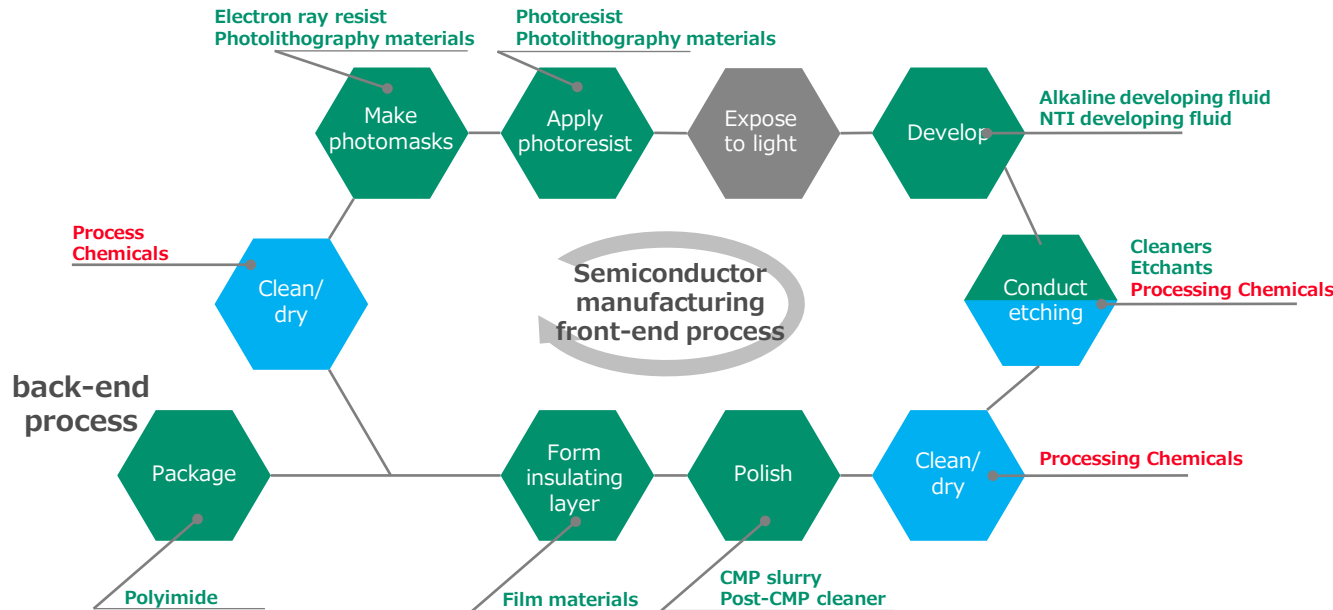 Electron ray resist
Photolithography materials
Photoresist
Photolithography materials
Make
photomasks
Apply
photoresist
Expose
to light
Develop
Alkaline developing fluid
NTI developing fluid
Process
Chemicals
Clean/
dry
Semiconductor
manufacturing
front-end process
Conduct
etching
Cleaners
Etchants
Processing Chemicals
back-end
process
Package
Form
insulating
layer
Polish
Clean/
dry
Processing Chemicals
Polyimide
Film materials
CMP slurry
Post-CMP cleaner